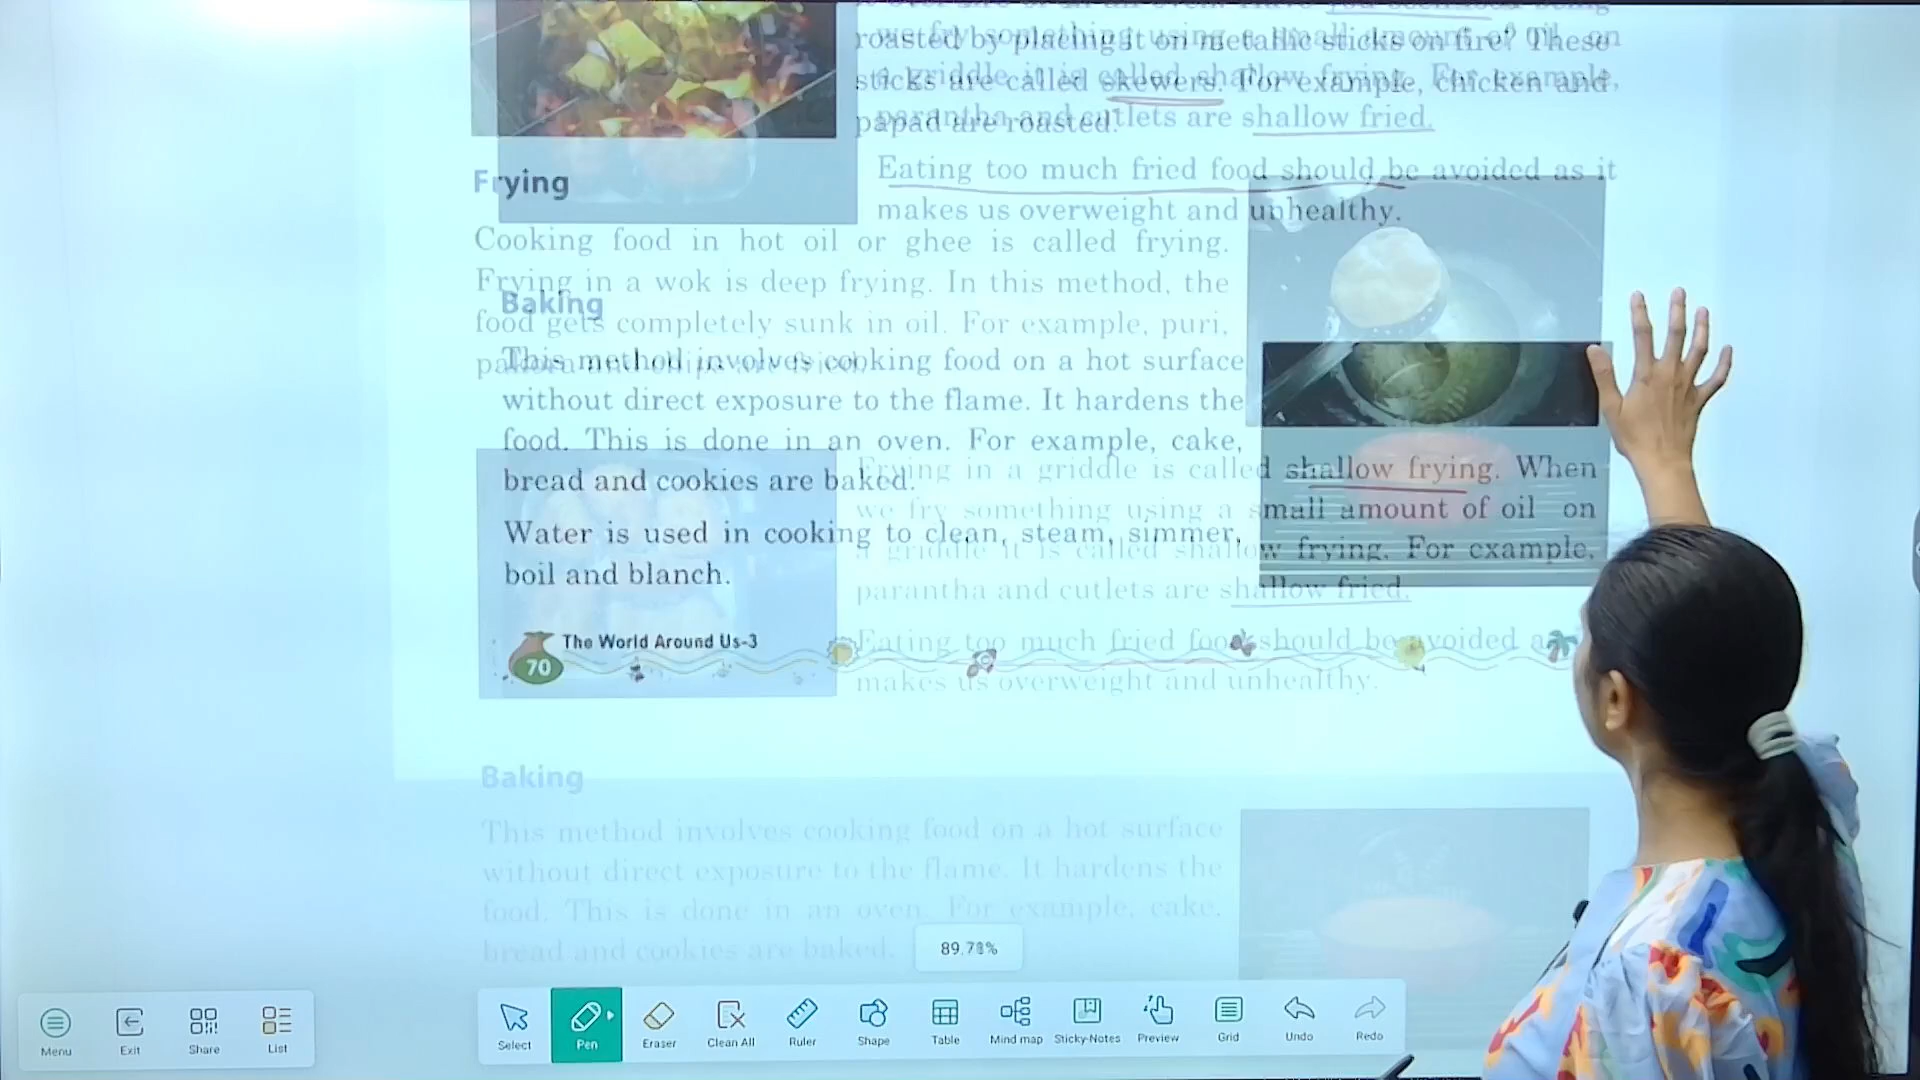 roasted by placing it on metallic sticks on fire? These
sticks are called skewers. For example, chicken and
papad are roasted.
parantha and cutlets are shallow fried.
Eating too much fried food should be avoided as it
makes us overweight and unhealthy.
Frying
Cooking food in hot oil or ghee is called frying.
Frying in a wok is deep frying. In this method, the
food gets completely sunk in oil. For example, puri,
Baking
This method involves cooking food on a hot surface
without direct exposure to the flame. It hardens the
food. This is done in an oven. For example, cake,
bread and cookies are baked.
Water is used in cooking to clean, steam, simmer,
boil and blanch.
Frying in a griddle is called shallow frying. When
we fry something using a small amount of oil on
a griddle it is called shallow frying. For example,
parantha and cutlets are shallow fried.
Eating too much fried food should be avoided
makes us overweight and unhealthy.
The World Around Us-3
70
Baking
This method involves cooking food on a hot surface
without direct exposure to the flame. It hardens the
food. This is done in an oven. For example, cake,
bread and cookies are baked.
Menu
Exit
Share
List
Select
Pen
Eraser
Clean All
Ruler
Shape
Table
Mind map
Sticky-Notes
Preview
Grid
Undo
Redo